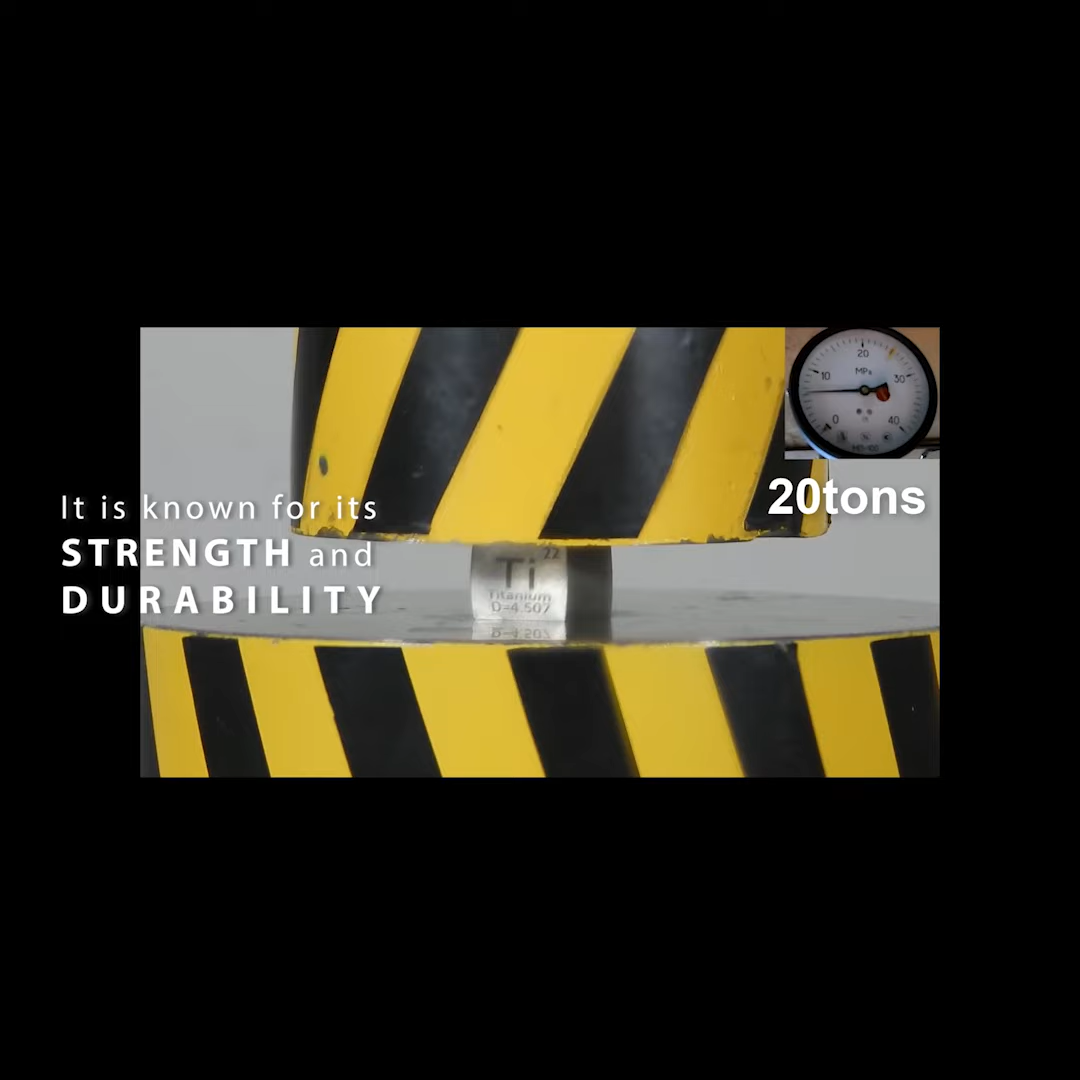 It is known for its
STRENGTH and
DURABILITY
20
MPa
10
30
0
40
20tons
22
Ti
Titanium
D=4.507